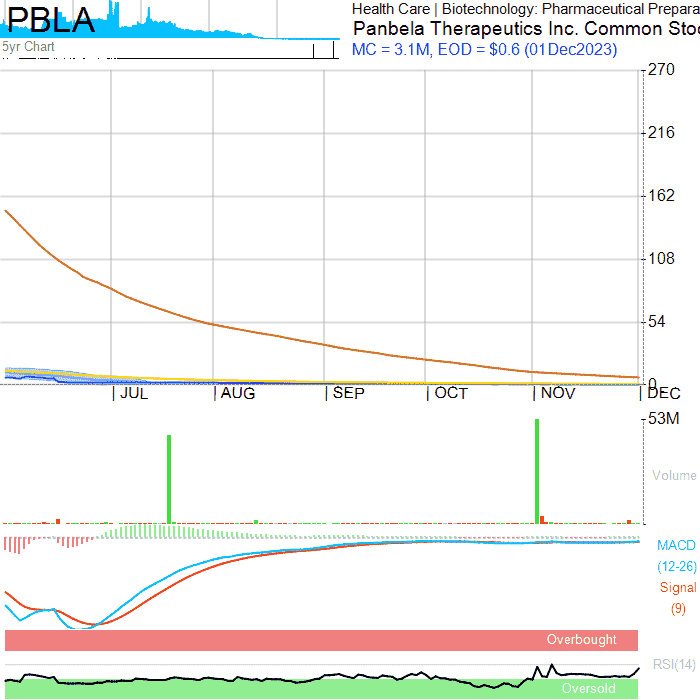 PBLA
5yr Chart
Health Care | Biotechnology: Pharmaceutical Prepara
Panbela Therapeutics Inc. Common Stoc
MC = 3.1M, EOD = $0.6 (01Dec2023)
270
216
162
108
54
0
JUL AUG SEP OCT NOV DEC
53M
Volume
MACD
(12-26)
Signal
(9)
Overbought
RSI(14)
Oversold